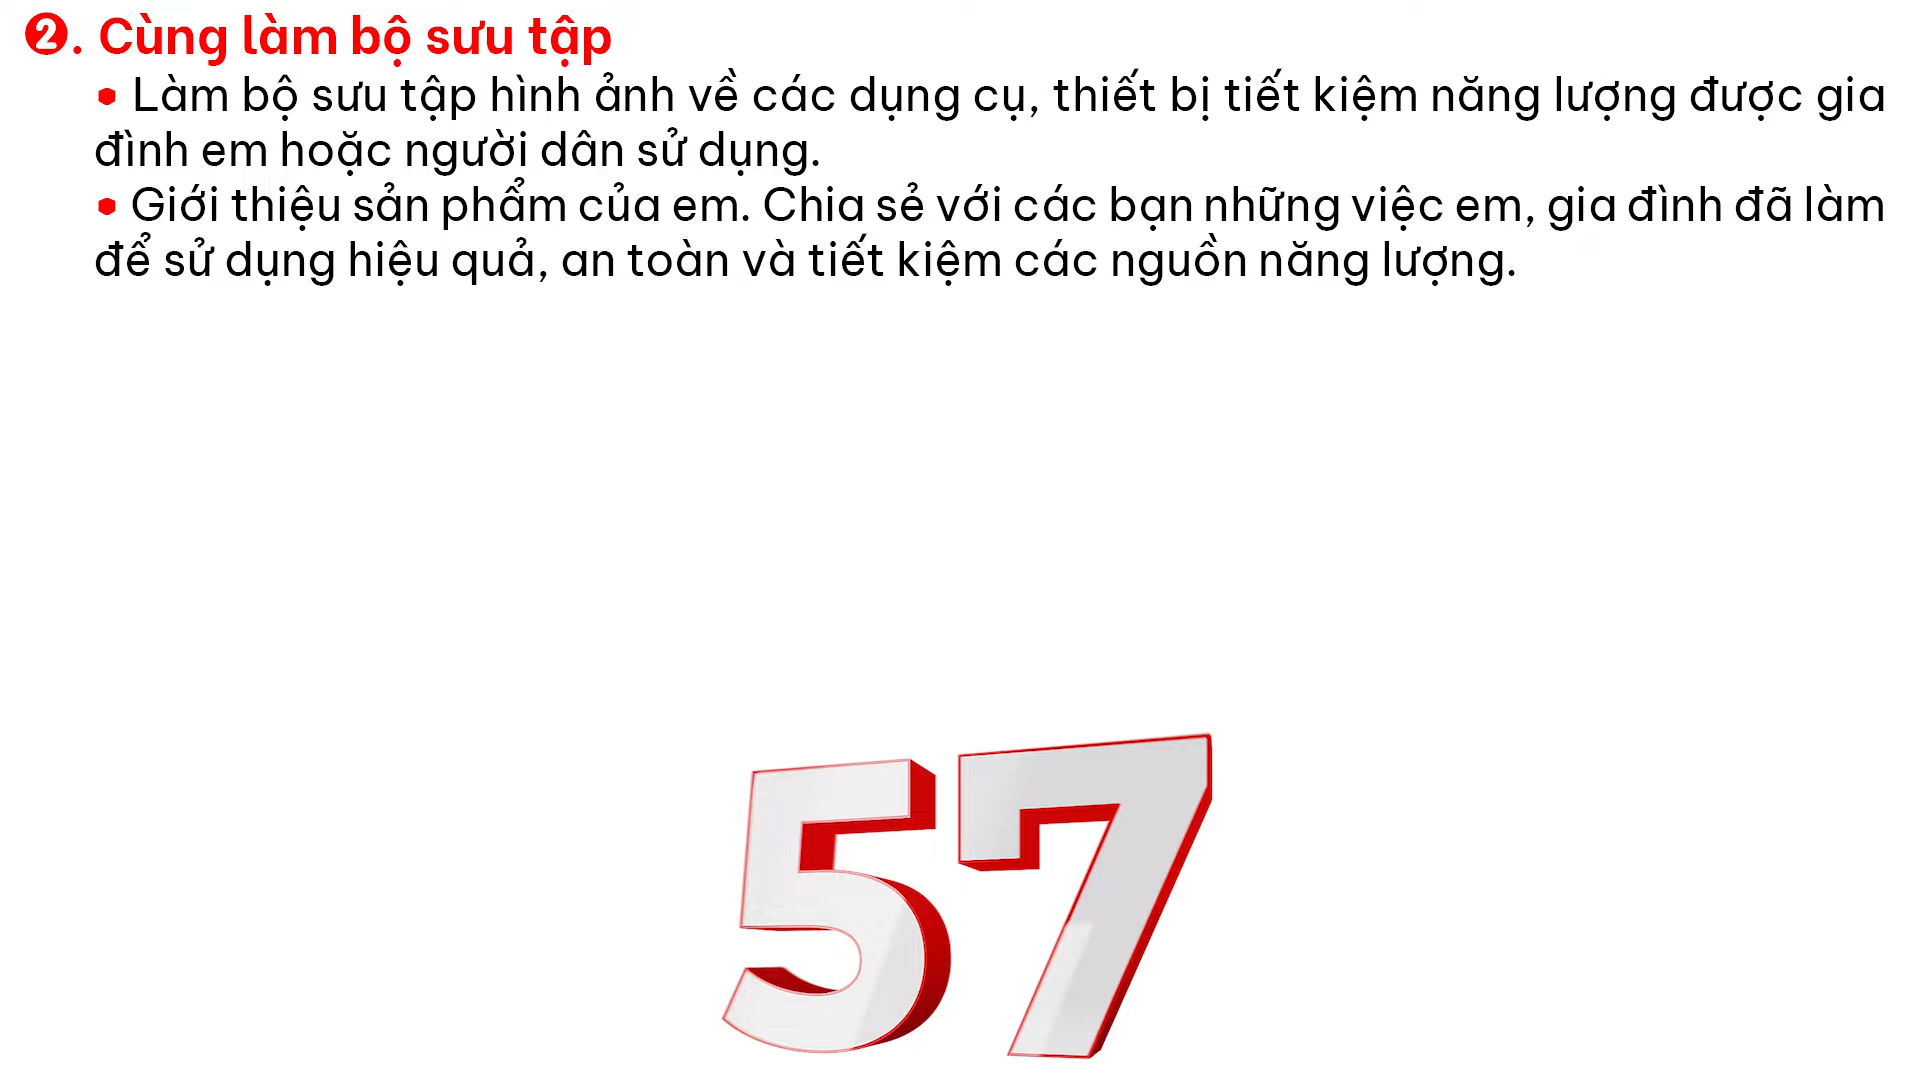 ❷. Cùng làm bộ sưu tập
• Làm bộ sưu tập hình ảnh về các dụng cụ, thiết bị tiết kiệm năng lượng được gia
đình em hoặc người dân sử dụng.
• Giới thiệu sản phẩm của em. Chia sẻ với các bạn những việc em, gia đình đã làm
để sử dụng hiệu quả, an toàn và tiết kiệm các nguồn năng lượng.
57